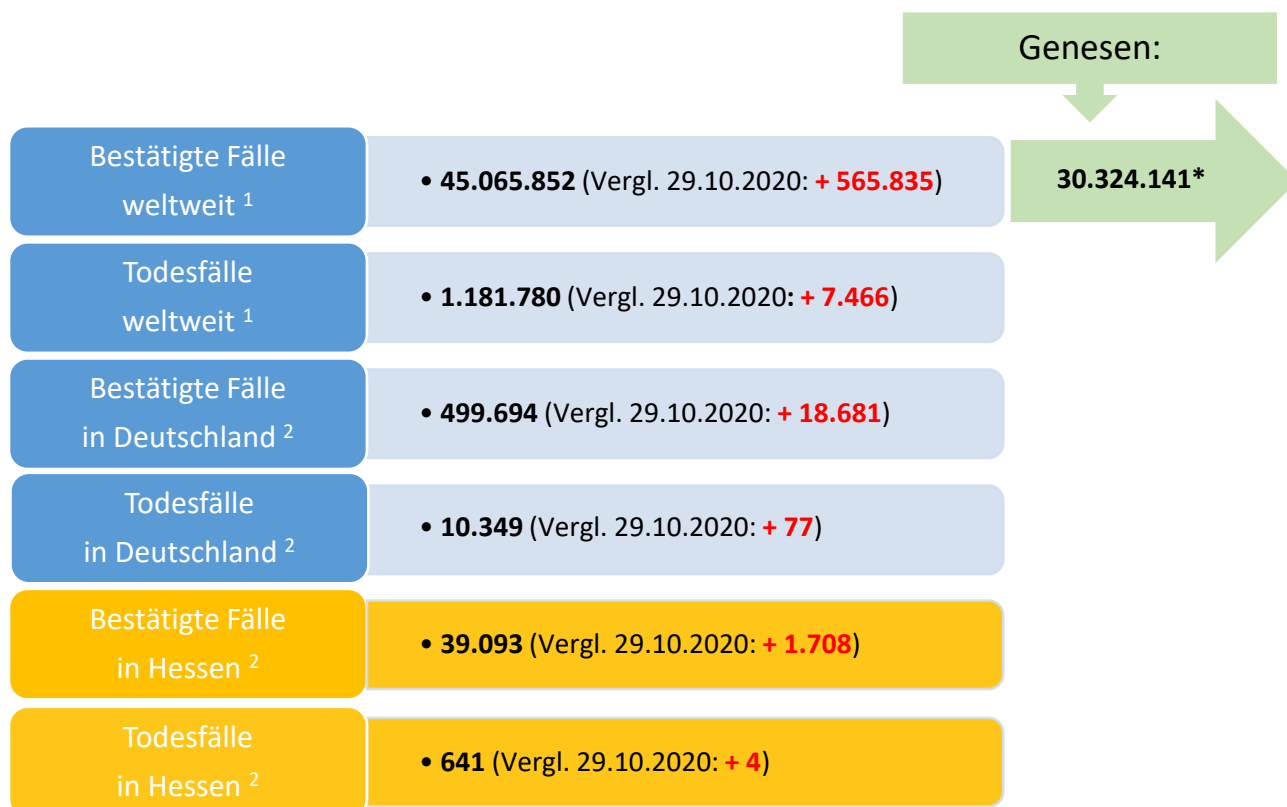 Genesen:
Bestätigte Fälle
weltweit ¹
• 45.065.852 (Vergl. 29.10.2020: + 565.835)
30.324.141*
Todesfälle
weltweit ¹
• 1.181.780 (Vergl. 29.10.2020: + 7.466)
Bestätigte Fälle
in Deutschland ²
• 499.694 (Vergl. 29.10.2020: + 18.681)
Todesfälle
in Deutschland ²
• 10.349 (Vergl. 29.10.2020: + 77)
Bestätigte Fälle
in Hessen ²
• 39.093 (Vergl. 29.10.2020: + 1.708)
Todesfälle
in Hessen ²
• 641 (Vergl. 29.10.2020: + 4)